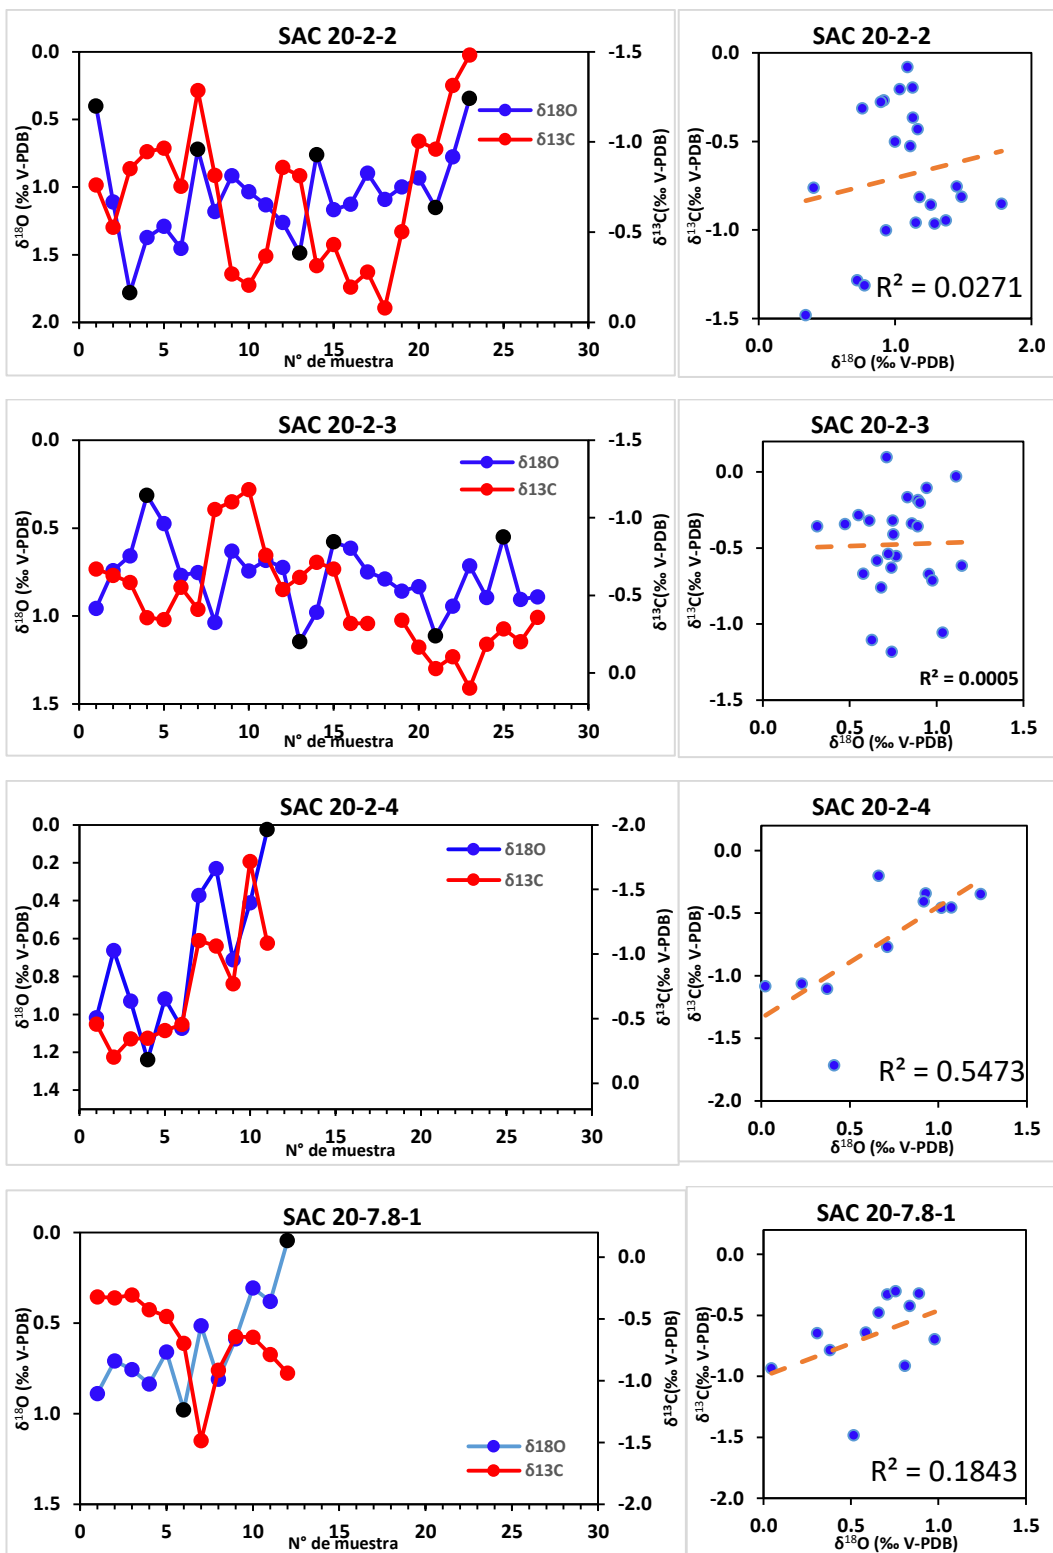 SAC 20-2-2
0.0
0.5
1.0
1.5
2.0
δ¹⁸O (‰ V-PDB)
-1.5
-1.0
-0.5
0.0
δ¹³C(‰ V-PDB)
δ18O
δ13C
0 5 10 15 20 25 30
N° de muestra
SAC 20-2-2
0.0
-0.5
-1.0
-1.5
δ¹³C(‰ V-PDB)
R² = 0.0271
0.0 1.0 2.0
δ¹⁸O (‰ V-PDB)
SAC 20-2-3
0.0
0.5
1.0
1.5
δ¹⁸O (‰ V-PDB)
-1.5
-1.0
-0.5
0.0
δ¹³C(‰ V-PDB)
δ18O
δ13C
0 5 10 15 20 25 30
N° de muestra
SAC 20-2-3
0.0
-0.5
-1.0
-1.5
δ¹³C(‰ V-PDB)
R² = 0.0005
0.0 0.5 1.0 1.5
δ¹⁸O (‰ V-PDB)
SAC 20-2-4
0.0
0.2
0.4
0.6
0.8
1.0
1.2
1.4
δ¹⁸O (‰ V-PDB)
-2.0
-1.5
-1.0
-0.5
0.0
δ¹³C(‰ V-PDB)
δ18O
δ13C
0 5 10 15 20 25 30
N° de muestra
SAC 20-2-4
0.0
-0.5
-1.0
-1.5
-2.0
δ¹³C(‰ V-PDB)
R² = 0.5473
0.0 0.5 1.0 1.5
δ¹⁸O (‰ V-PDB)
SAC 20-7.8-1
0.0
0.5
1.0
1.5
δ¹⁸O (‰ V-PDB)
0.0
-0.5
-1.0
-1.5
-2.0
δ¹³C(‰ V-PDB)
δ18O
δ13C
0 5 10 15 20 25 30
N° de muestra
SAC 20-7.8-1
0.0
-0.5
-1.0
-1.5
-2.0
δ¹³C(‰ V-PDB)
R² = 0.1843
0.0 0.5 1.0 1.5
δ¹⁸O (‰ V-PDB)